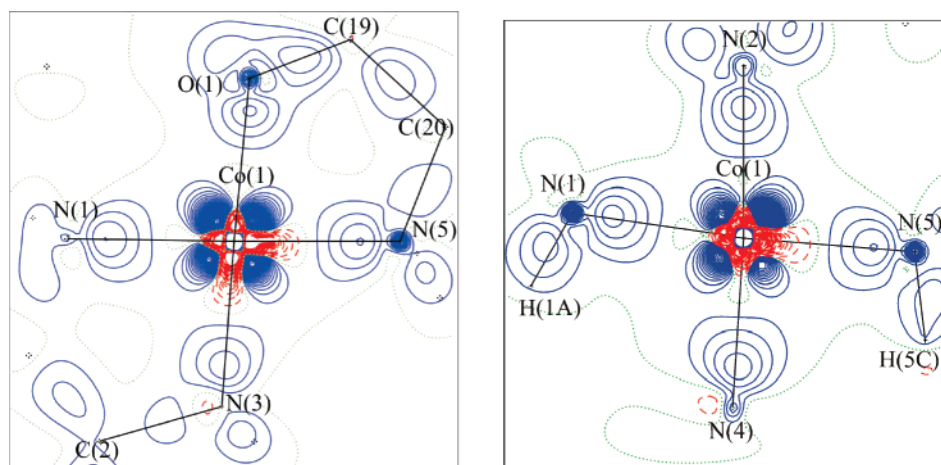 C(19)
O(1)
C(20)
Co(1)
N(1)
N(5)
N(3)
C(2)
N(2)
Co(1)
N(1)
N(5)
H(1A)
H(5C)
N(4)